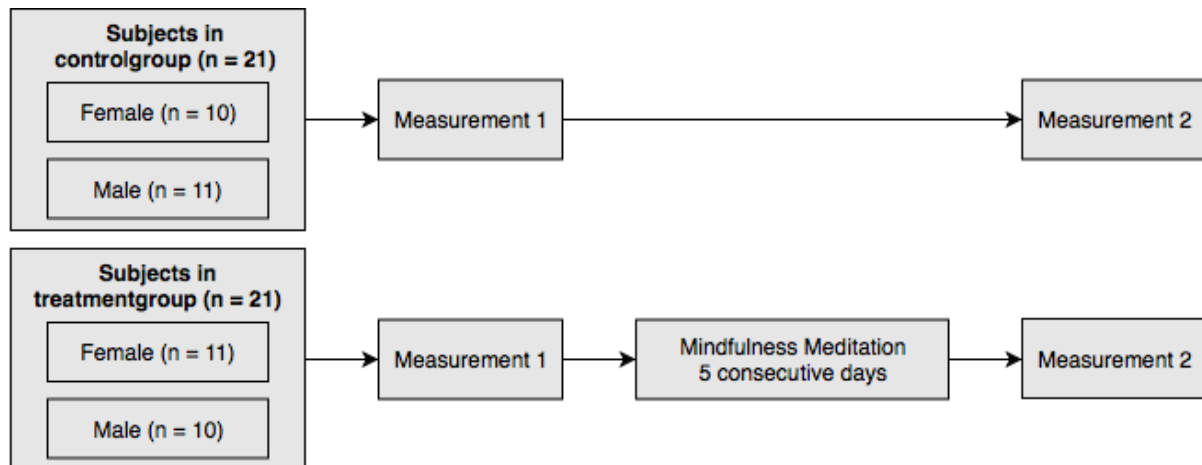 Subjects in
controlgroup (n = 21)
Female (n = 10)
Male (n = 11)
Measurement 1
Measurement 2
Subjects in
treatmentgroup (n = 21)
Female (n = 11)
Male (n = 10)
Measurement 1
Mindfulness Meditation
5 consecutive days
Measurement 2